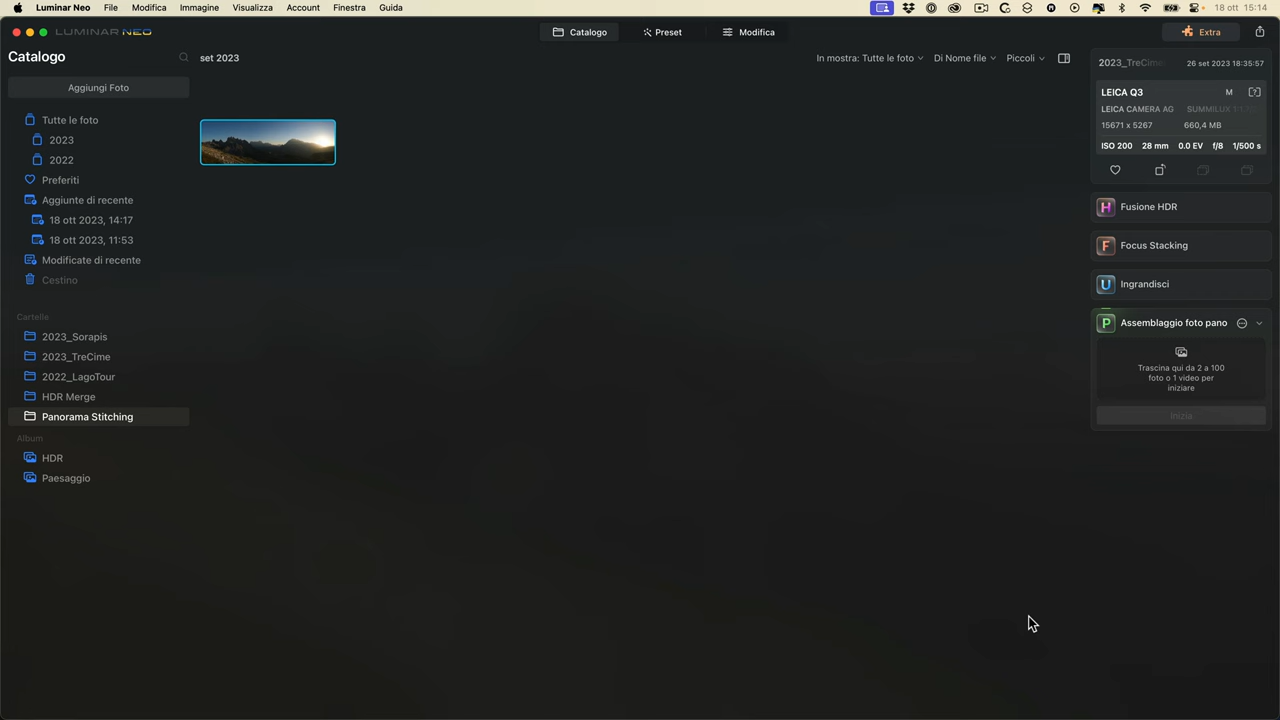 Luminar Neo File Modifica Immagine Visualizza Account Finestra Guida
18 ott 15:14
LUMINAR NEO
Catalogo Preset Modifica
Extra
Catalogo
set 2023
In mostra: Tutte le foto Di Nome file Piccoli
Aggiungi Foto
Tutte le foto
2023
2022
Preferiti
Aggiunte di recente
18 ott 2023, 14:17
18 ott 2023, 11:53
Modificate di recente
Cestino
Cartelle
2023_Sorapis
2023_TreCime
2022_LagoTour
HDR Merge
Panorama Stitching
Album
HDR
Paesaggio
2023_TreCime 26 set 2023 18:35:57
LEICA Q3 M
LEICA CAMERA AG SUMMILUX
15671 x 5267 660,4 MB
ISO 200 28 mm 0.0 EV f/8 1/500 s
H Fusione HDR
F Focus Stacking
U Ingrandisci
P Assemblaggio foto pano
Trascina qui da 2 a 100
foto o 1 video per
iniziare
Inizia